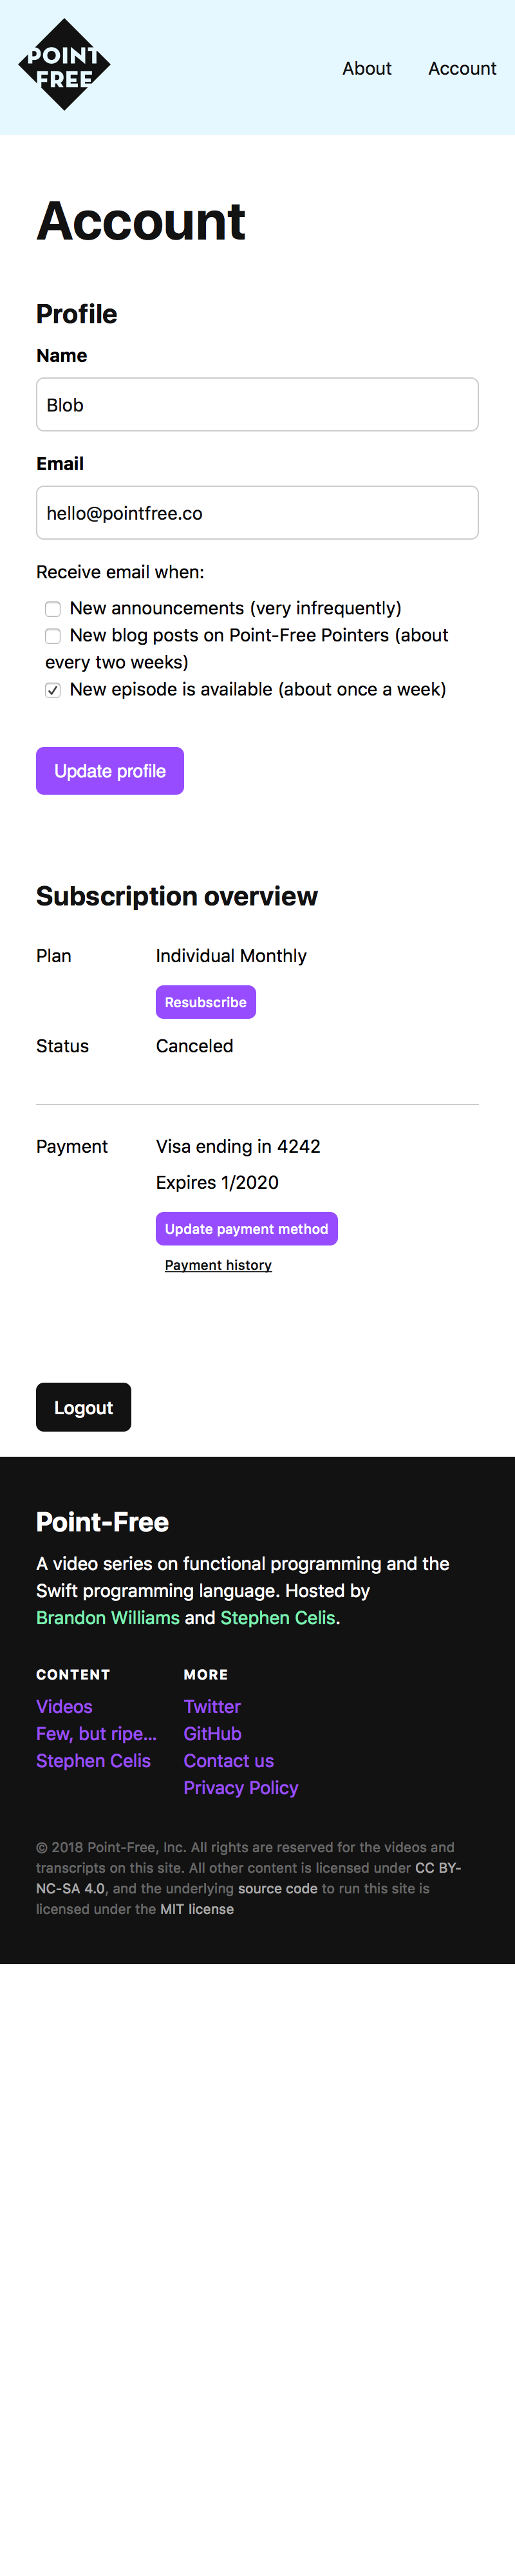 POINT
FREE
About Account
Account
Profile
Name
Blob
Email
hello@pointfree.co
Receive email when:
New announcements (very infrequently)
New blog posts on Point-Free Pointers (about
every two weeks)
New episode is available (about once a week)
Update profile
Subscription overview
Plan Individual Monthly
Resubscribe
Status Canceled
Payment Visa ending in 4242
Expires 1/2020
Update payment method
Payment history
Logout
Point-Free
A video series on functional programming and the
Swift programming language. Hosted by
Brandon Williams and Stephen Celis.
CONTENT MORE
Videos Twitter
Few, but ripe... GitHub
Stephen Celis Contact us
Privacy Policy
© 2018 Point-Free, Inc. All rights are reserved for the videos and
transcripts on this site. All other content is licensed under CC BY-
NC-SA 4.0, and the underlying source code to run this site is
licensed under the MIT license